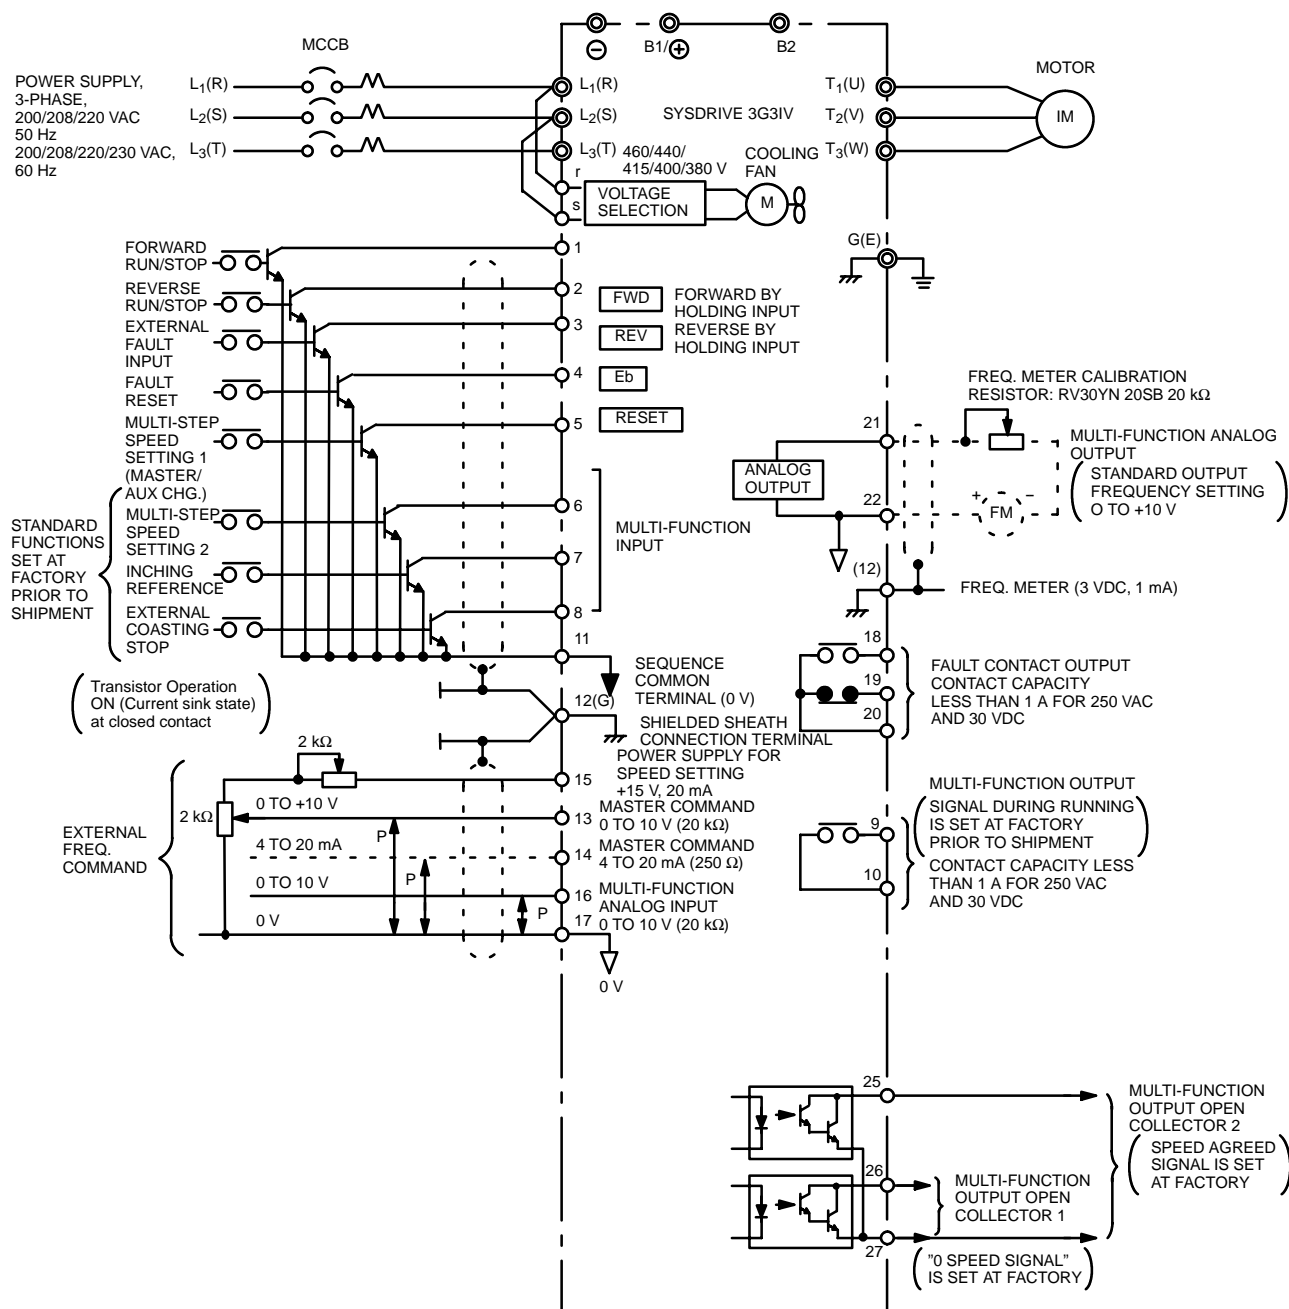 MCCB
POWER SUPPLY,
3-PHASE,
200/208/220 VAC
50 Hz
200/208/220/230 VAC,
60 Hz
L1(R)
L2(S)
L3(T)
−
B1/+
B2
L1(R)
L2(S)
L3(T)
SYSDRIVE 3G3IV
460/440/
415/400/380 V
r
s
VOLTAGE
SELECTION
COOLING
FAN
M
T1(U)
T2(V)
T3(W)
MOTOR
IM
G(E)
FORWARD
RUN/STOP
REVERSE
RUN/STOP
EXTERNAL
FAULT
INPUT
FAULT
RESET
MULTI-STEP
SPEED
SETTING 1
(MASTER/
AUX CHG.)
MULTI-STEP
SPEED
SETTING 2
INCHING
REFERENCE
EXTERNAL
COASTING
STOP
STANDARD
FUNCTIONS
SET AT
FACTORY
PRIOR TO
SHIPMENT
Transistor Operation
ON (Current sink state)
at closed contact
1
2
3
4
5
6
7
8
11
12(G)
FWD
FORWARD BY
HOLDING INPUT
REV
REVERSE BY
HOLDING INPUT
Eb
RESET
MULTI-FUNCTION
INPUT
SEQUENCE
COMMON
TERMINAL (0 V)
SHIELDED SHEATH
CONNECTION TERMINAL
POWER SUPPLY FOR
SPEED SETTING
+15 V, 20 mA
MASTER COMMAND
0 TO 10 V (20 kΩ)
MASTER COMMAND
4 TO 20 mA (250 Ω)
MULTI-FUNCTION
ANALOG INPUT
0 TO 10 V (20 kΩ)
15
13
14
16
17
0 V
EXTERNAL
FREQ.
COMMAND
2 kΩ
2 kΩ
0 TO +10 V
4 TO 20 mA
0 TO 10 V
0 V
P
P
P
FREQ. METER CALIBRATION
RESISTOR: RV30YN 20SB 20 kΩ
21
22
ANALOG
OUTPUT
+
−
FM
MULTI-FUNCTION ANALOG
OUTPUT
STANDARD OUTPUT
FREQUENCY SETTING
O TO +10 V
(12)
FREQ. METER (3 VDC, 1 mA)
18
19
20
FAULT CONTACT OUTPUT
CONTACT CAPACITY
LESS THAN 1 A FOR 250 VAC
AND 30 VDC
MULTI-FUNCTION OUTPUT
SIGNAL DURING RUNNING
IS SET AT FACTORY
PRIOR TO SHIPMENT
9
10
CONTACT CAPACITY LESS
THAN 1 A FOR 250 VAC
AND 30 VDC
25
26
27
MULTI-FUNCTION
OUTPUT OPEN
COLLECTOR 2
SPEED AGREED
SIGNAL IS SET
AT FACTORY
MULTI-FUNCTION
OUTPUT OPEN
COLLECTOR 1
"0 SPEED SIGNAL"
IS SET AT FACTORY